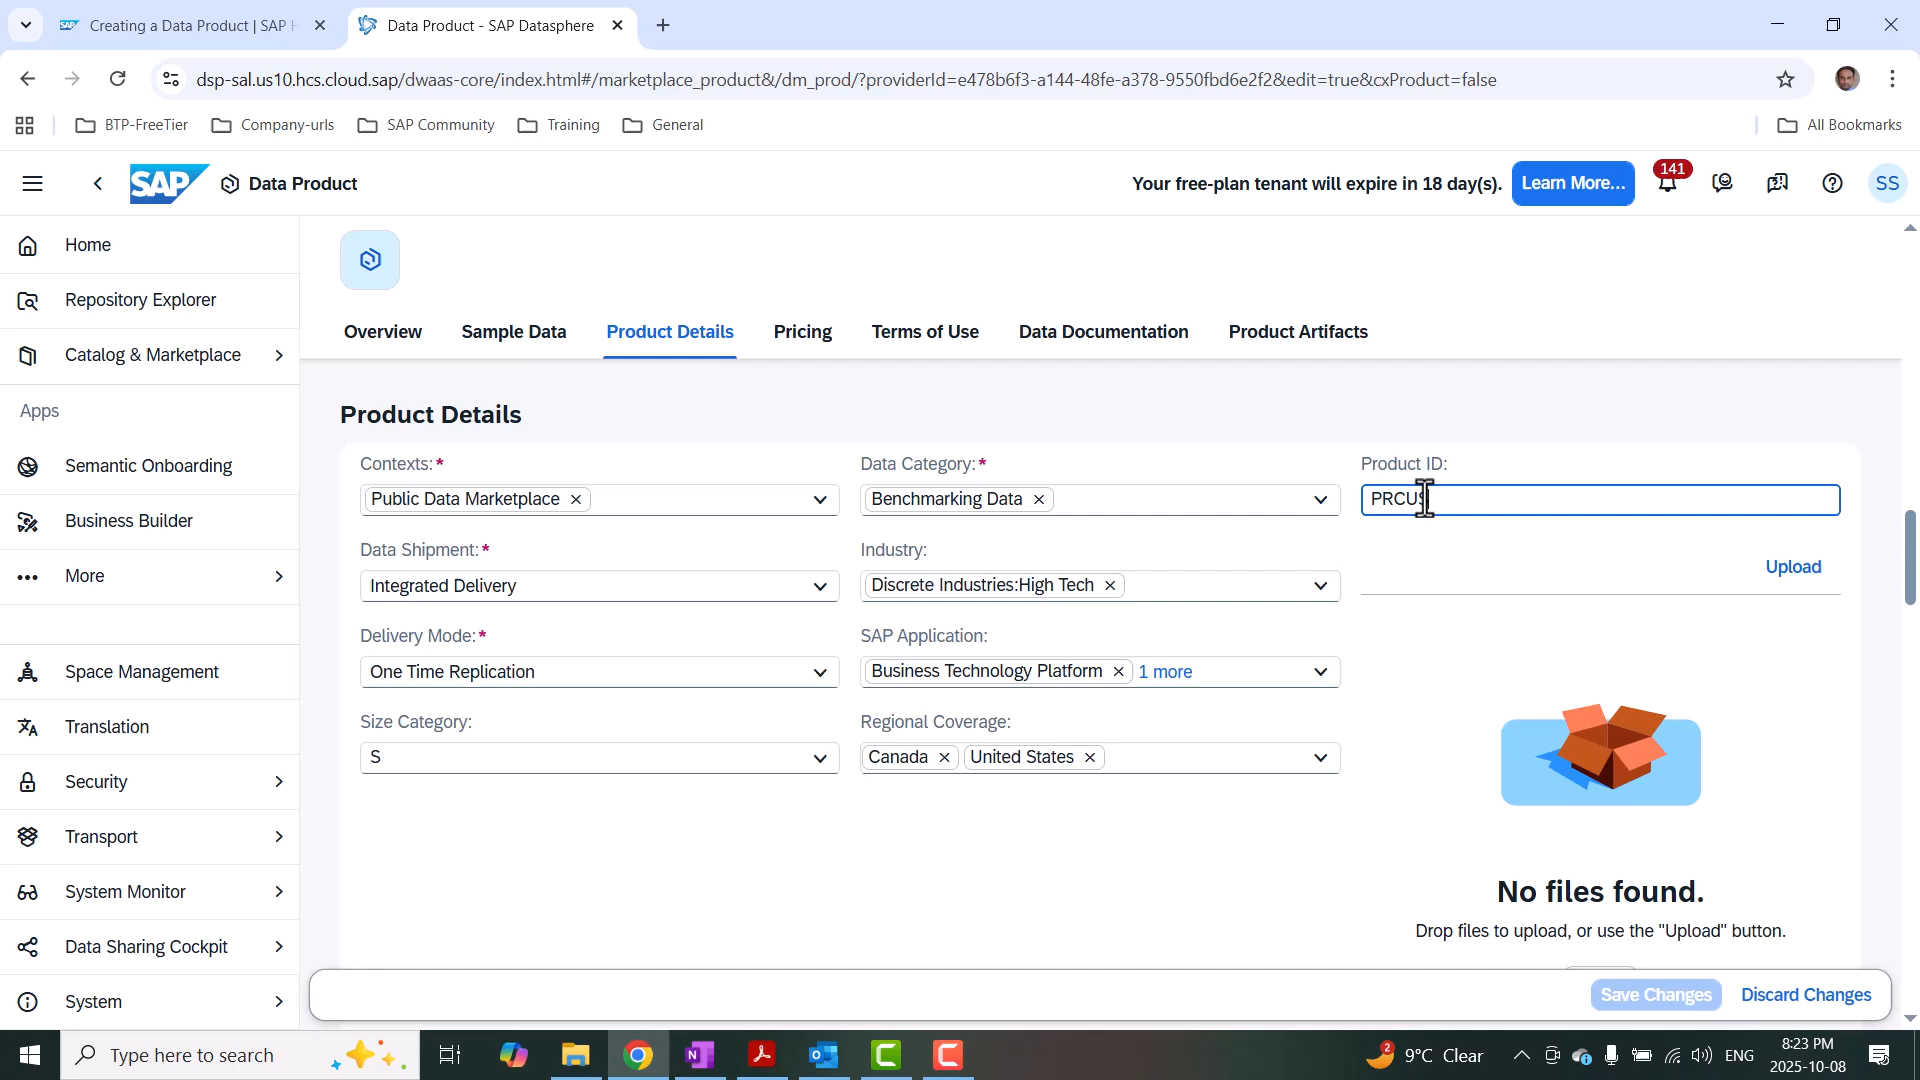 Creating a Data Product | SAP H
Data Product - SAP Datasphere
dsp-sal.us10.hcs.cloud.sap/dwaas-core/index.html#/marketplace_product&/dm_prod/?providerId=e478b6f3-a144-48fe-a378-9550fbd6e2f2&edit=true&cxProduct=false
BTP-FreeTier
Company-urls
SAP Community
Training
General
All Bookmarks
SAP
Data Product
Your free-plan tenant will expire in 18 day(s).
Learn More...
141
SS
Home
Repository Explorer
Catalog & Marketplace
Apps
Semantic Onboarding
Business Builder
More
Space Management
Translation
Security
Transport
System Monitor
Data Sharing Cockpit
System
Overview
Sample Data
Product Details
Pricing
Terms of Use
Data Documentation
Product Artifacts
Product Details
Contexts:*
Data Category:*
Product ID:
Public Data Marketplace
Benchmarking Data
PRCUS
Data Shipment:*
Industry:
Upload
Integrated Delivery
Discrete Industries:High Tech
Delivery Mode:*
SAP Application:
One Time Replication
Business Technology Platform
1 more
Size Category:
Regional Coverage:
S
Canada
United States
No files found.
Drop files to upload, or use the "Upload" button.
Save Changes
Discard Changes
Type here to search
2
9°C Clear
ENG
8:23 PM
2025-10-08